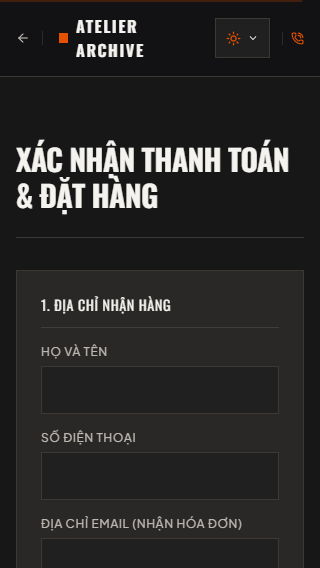 ATELIER
ARCHIVE
XÁC NHẬN THANH TOÁN
& ĐẶT HÀNG
1. ĐỊA CHỈ NHẬN HÀNG
HỌ VÀ TÊN
SỐ ĐIỆN THOẠI
ĐỊA CHỈ EMAIL (NHẬN HÓA ĐƠN)